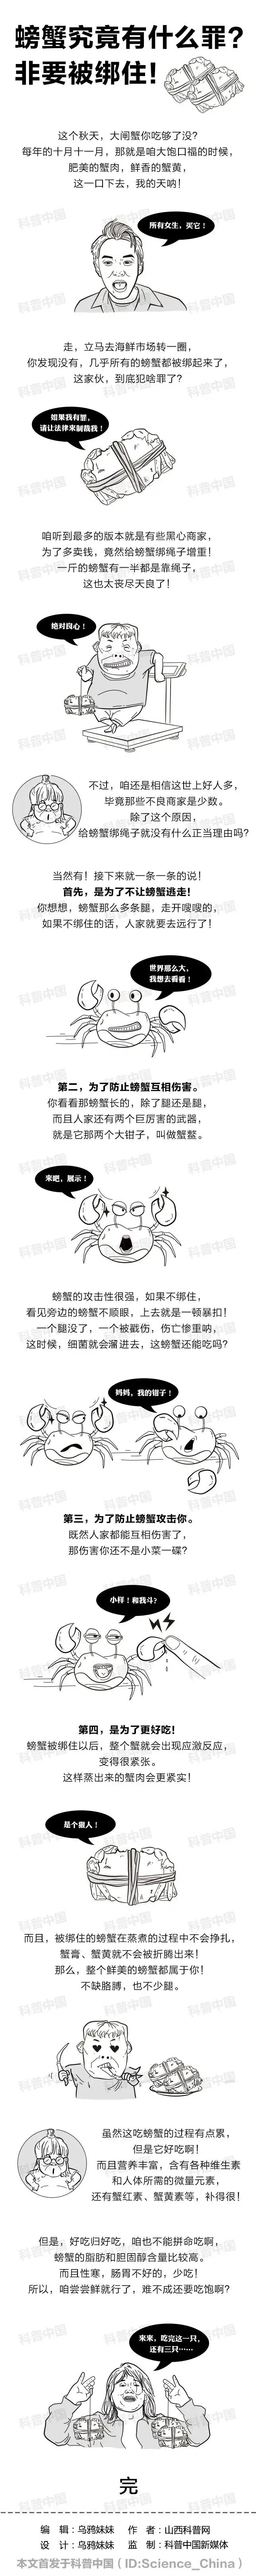 螃蟹究竟有什么罪?
非要被绑住!
这个秋天，大闸蟹你吃够了没?
每年的十月十一月，那就是咱大饱口福的时候，
肥美的蟹肉，鲜香的蟹黄，
这一口下去，我的天呐!
所有女生，买它!
走，立马去海鲜市场转一圈，
你发现没有，几乎所有的螃蟹都被绑起来了，
这家伙，到底犯啥罪了?
如果我有罪，
请让法律来制裁我!
咱听到最多的版本就是有些黑心商家，
为了多卖钱，竟然给螃蟹绑绳子增重!
一斤的螃蟹有一半都是靠绳子，
这也太丧尽天良了!
绝对良心!
不过，咱还是相信这世上好人多，
毕竟那些不良商家是少数。
除了这个原因，
给螃蟹绑绳子就没有什么正当理由吗?
当然有! 接下来就一条一条的说!
首先，是为了不让螃蟹逃走!
你想想，螃蟹那么多条腿，走开嗖嗖的，
如果不绑住的话，人家就要去远行了!
世界那么大，
我想去看看!
第二，为了防止螃蟹互相伤害。
你看看那螃蟹长的，除了腿还是腿，
而且人家还有两个巨厉害的武器，
就是它那两个大钳子，叫做蟹螯。
来吧，展示!
螃蟹的攻击性很强，如果不绑住，
看见旁边的螃蟹不顺眼，上去就是一顿暴扣!
一个腿没了，一个被戳伤，伤亡惨重呐，
这时候，细菌就会漏进去，这螃蟹还能吃吗?
妈妈，我的钳子!
第三，为了防止螃蟹攻击你。
既然人家都能互相伤害了，
那伤害你还不是小菜一碟?
小样! 和我斗?
第四，是为了更好吃!
螃蟹被绑住以后，整个蟹就会出现应激反应，
变得很紧张。
这样蒸出来的蟹肉会更紧实!
是个狠人!
而且，被绑住的螃蟹在蒸煮的过程中不会挣扎，
蟹膏、蟹黄就不会被折腾出来!
那么，整个鲜美的螃蟹都属于你!
不缺胳膊，也不少腿。
虽然这吃螃蟹的过程有点累，
但是它好吃啊!
而且营养丰富，含有各种维生素
和人体所需的微量元素，
还有蟹红素、蟹黄素等，补得很!
但是，好吃归好吃，咱也不能拼命吃啊，
螃蟹的脂肪和胆固醇含量比较高。
而且性寒，肠胃不好的，少吃!
所以，咱尝尝鲜就行了，难不成还要吃饱啊?
来来，吃完这一只，
还有三只……
完
编 辑：乌鸦妹妹 作 者：山西科普网
设 计：乌鸦妹妹 监 制：科普中国新媒体
本文首发于科普中国（ID:Science_China）